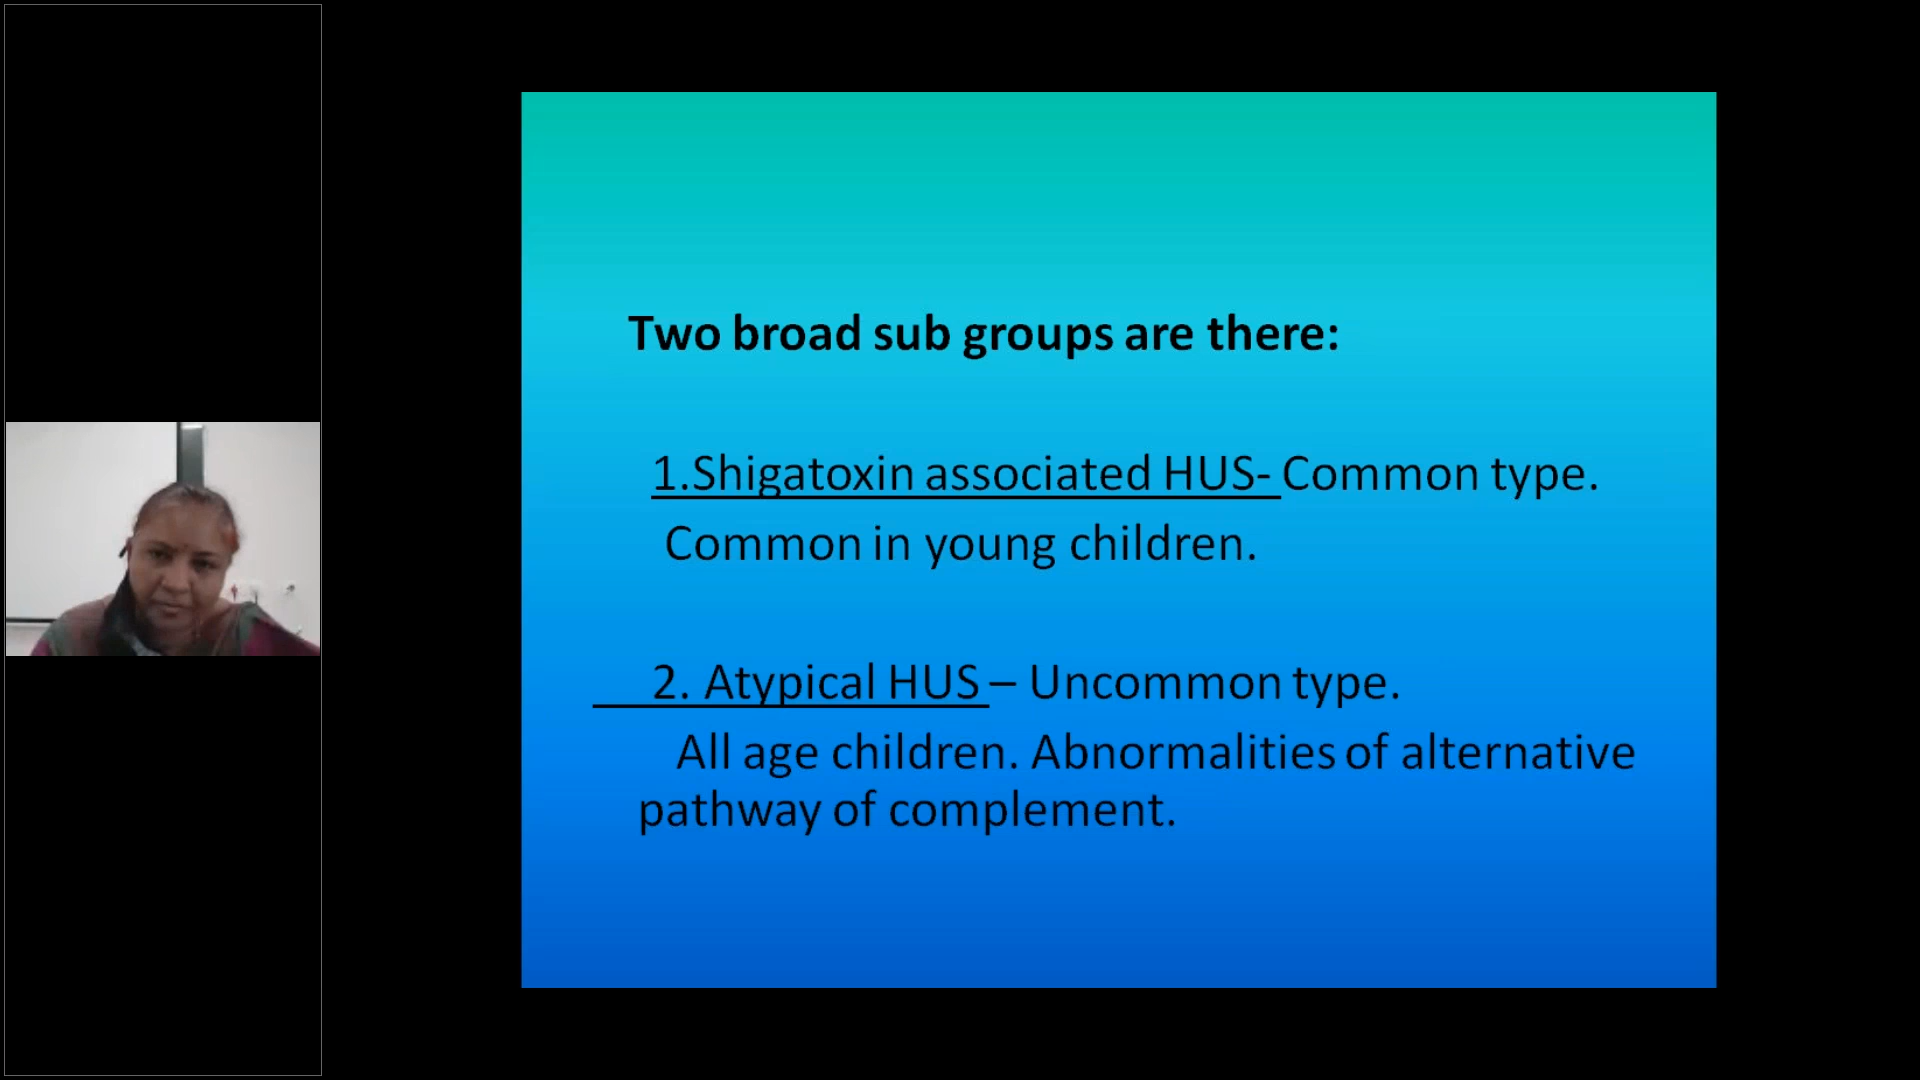 Two broad sub groups are there:
1.Shigatoxin associated HUS- Common type.
Common in young children.
2. Atypical HUS – Uncommon type.
All age children. Abnormalities of alternative
pathway of complement.